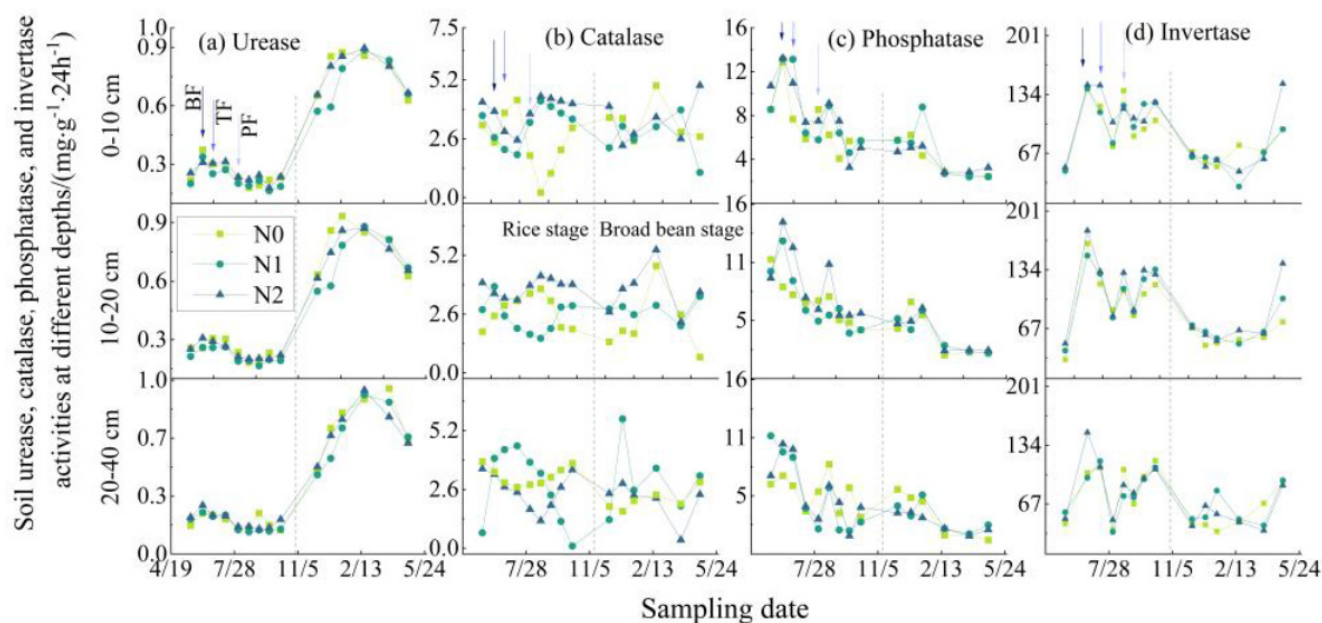 Soil urease, catalase, phosphatase, and invertase
activities at different depths/(mg·g⁻¹·24h⁻¹)
0-10 cm
10-20 cm
20-40 cm
(a) Urease
(b) Catalase
(c) Phosphatase
(d) Invertase
BF
TF
PF
1.0
0.9
0.6
0.3
7.5
5.2
2.6
0.0
16
12
8
4
201
134
67
N0
N1
N2
Rice stage
Broad bean stage
0.9
0.6
0.3
5.2
2.6
0.0
16
11
5
201
134
67
1.0
0.7
0.3
0.0
5.2
2.6
0.0
16
11
5
201
134
67
4/19 7/28 11/5 2/13 5/24
7/28 11/5 2/13 5/24
7/28 11/5 2/13 5/24
7/28 11/5 2/13 5/24
Sampling date